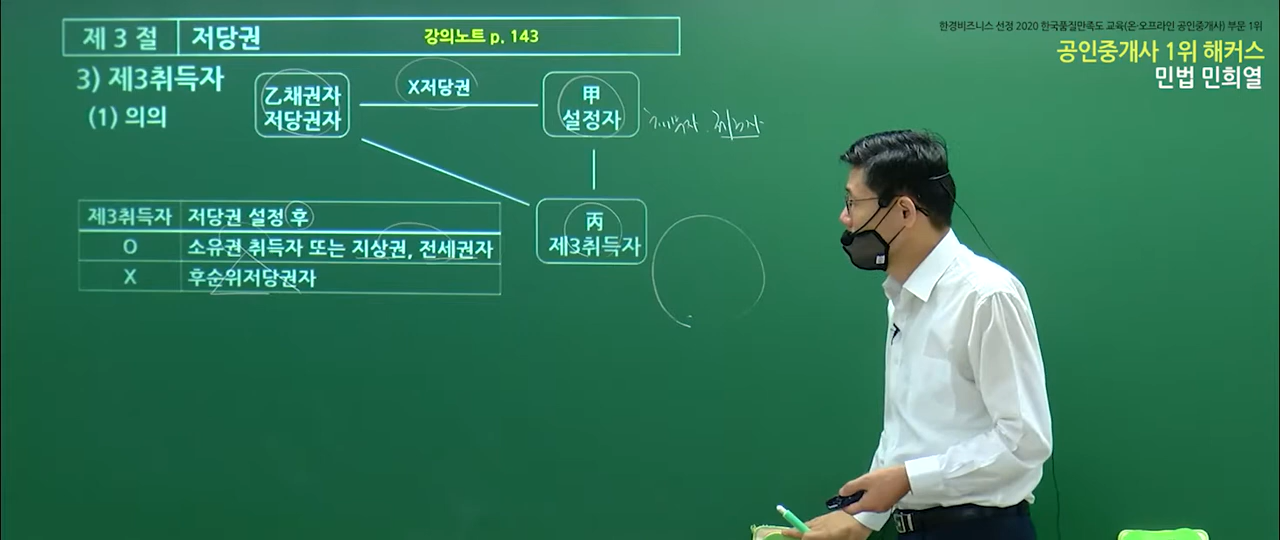 한경비즈니스 선정 2020 한국품질만족도 교육(온·오프라인 공인중개사) 부문 1위
공인중개사 1위 해커스
민법 민희열
제 3 절 저당권 강의노트 p. 143
3) 제3취득자
(1) 의의
乙채권자
저당권자
X저당권
甲
설정자
丙
제3취득자
제3취득자 저당권 설정 후
O 소유권 취득자 또는 지상권, 전세권자
X 후순위저당권자